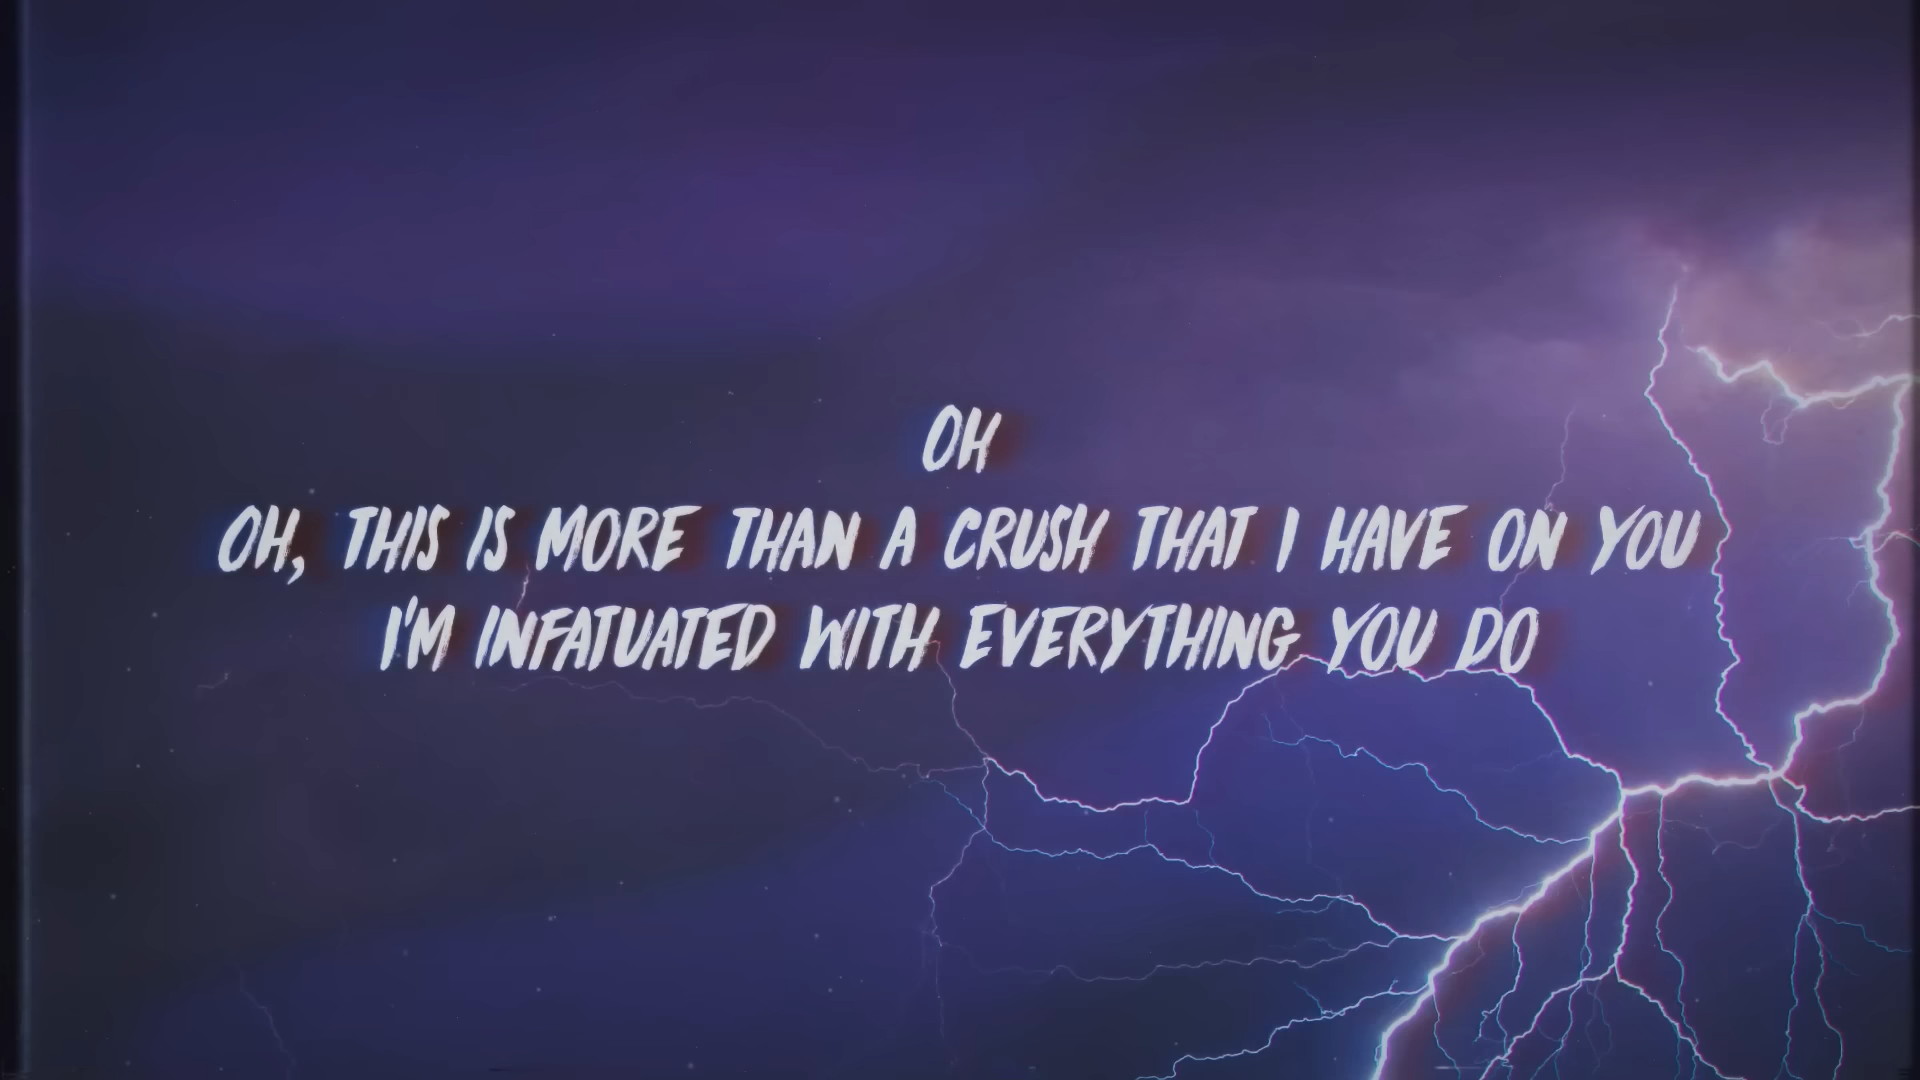 OH
OH, THIS IS MORE THAN A CRUSH THAT I HAVE ON YOU
I'M INFATUATED WITH EVERYTHING YOU DO